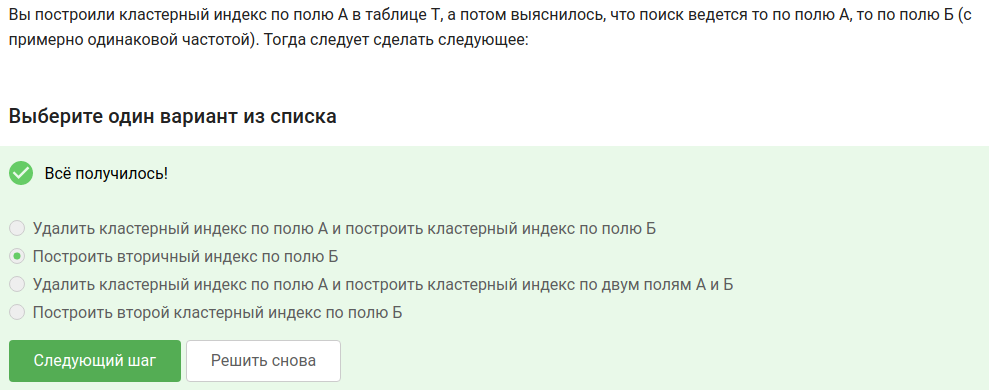 Вы построили кластерный индекс по полю А в таблице Т, а потом выяснилось, что поиск ведется то по полю А, то по полю Б (с
примерно одинаковой частотой). Тогда следует сделать следующее:
Выберите один вариант из списка
Всё получилось!
Удалить кластерный индекс по полю А и построить кластерный индекс по полю Б
Построить вторичный индекс по полю Б
Удалить кластерный индекс по полю А и построить кластерный индекс по двум полям А и Б
Построить второй кластерный индекс по полю Б
Следующий шаг
Решить снова